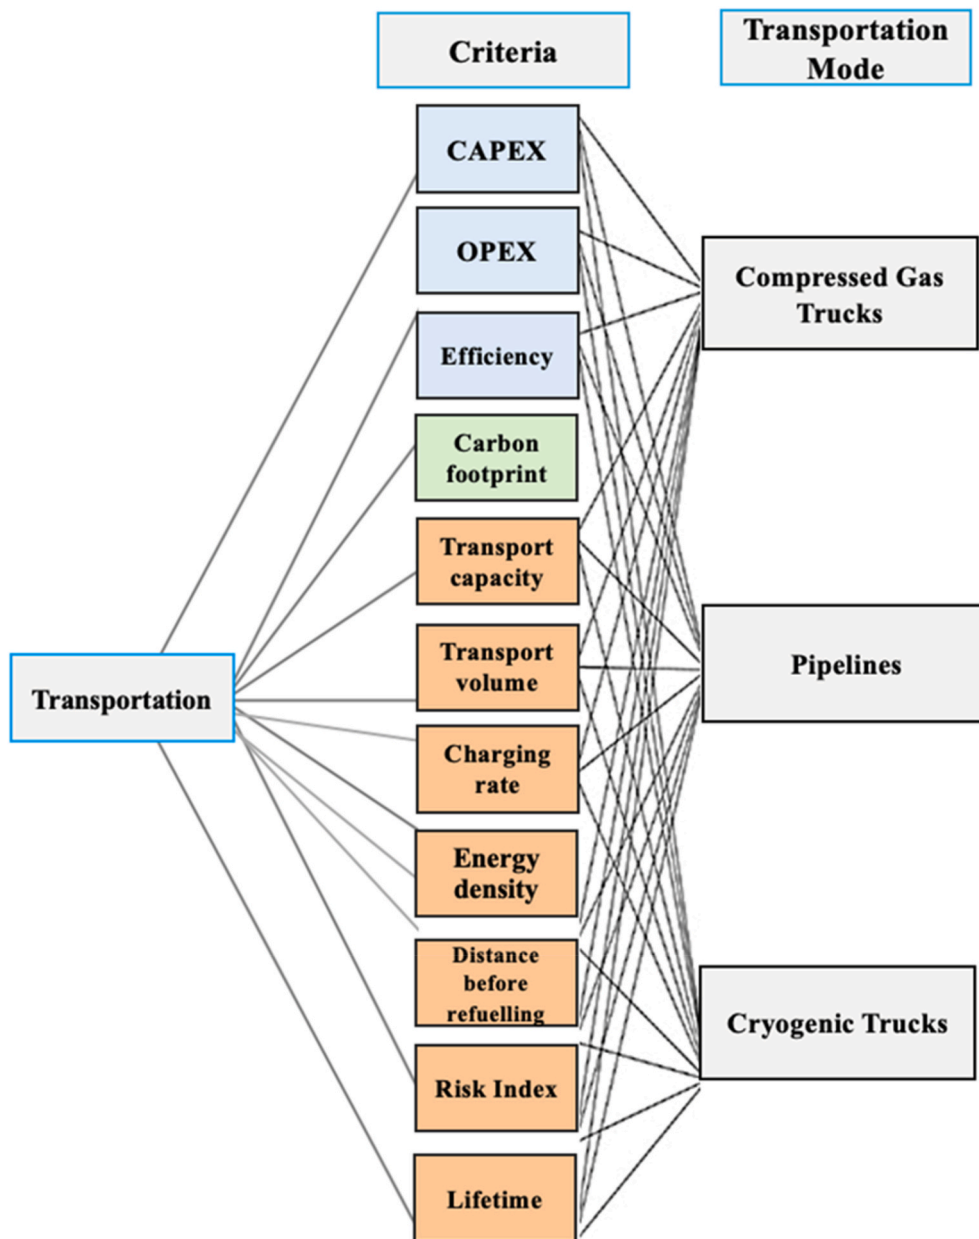 Criteria
Transportation
Mode
CAPEX
OPEX
Efficiency
Carbon
footprint
Transport
capacity
Transport
volume
Charging
rate
Energy
density
Distance
before
refuelling
Risk Index
Lifetime
Transportation
Compressed Gas
Trucks
Pipelines
Cryogenic Trucks